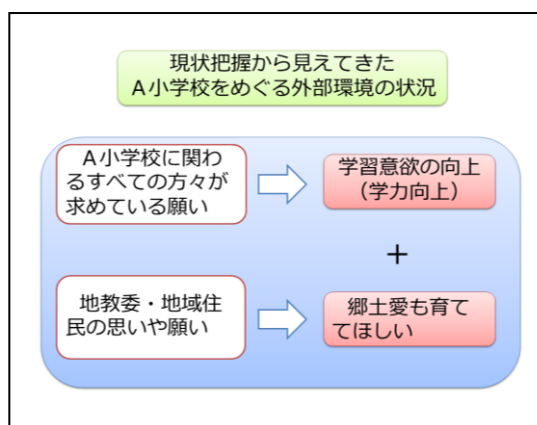 現状把握から見えてきた
A小学校をめぐる外部環境の状況
A小学校に関わ
るすべての方々が
求めている願い
学習意欲の向上
(学力向上)
+
地教委・地域住
民の思いや願い
郷土愛も育て
てほしい